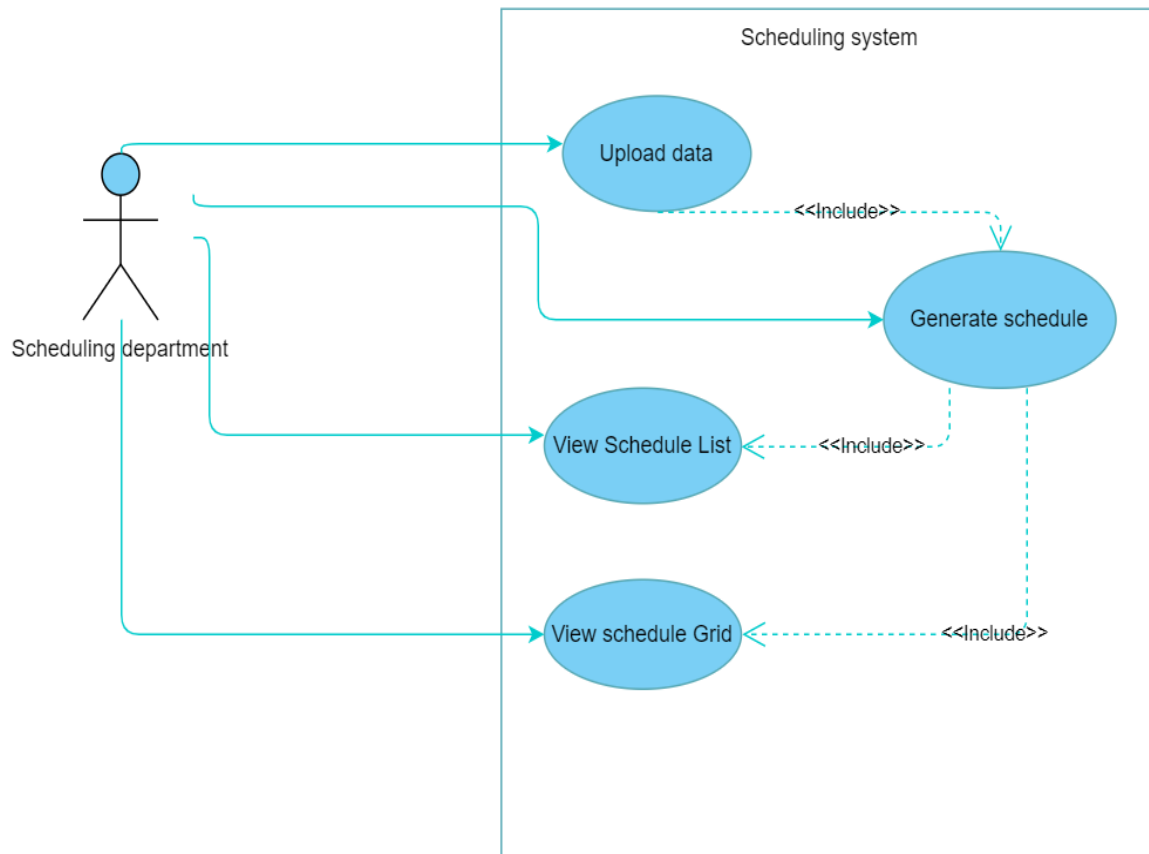 Scheduling system
Upload data
<<Include>>
Generate schedule
Scheduling department
View Schedule List
<<Include>>
View schedule Grid
<<Include>>